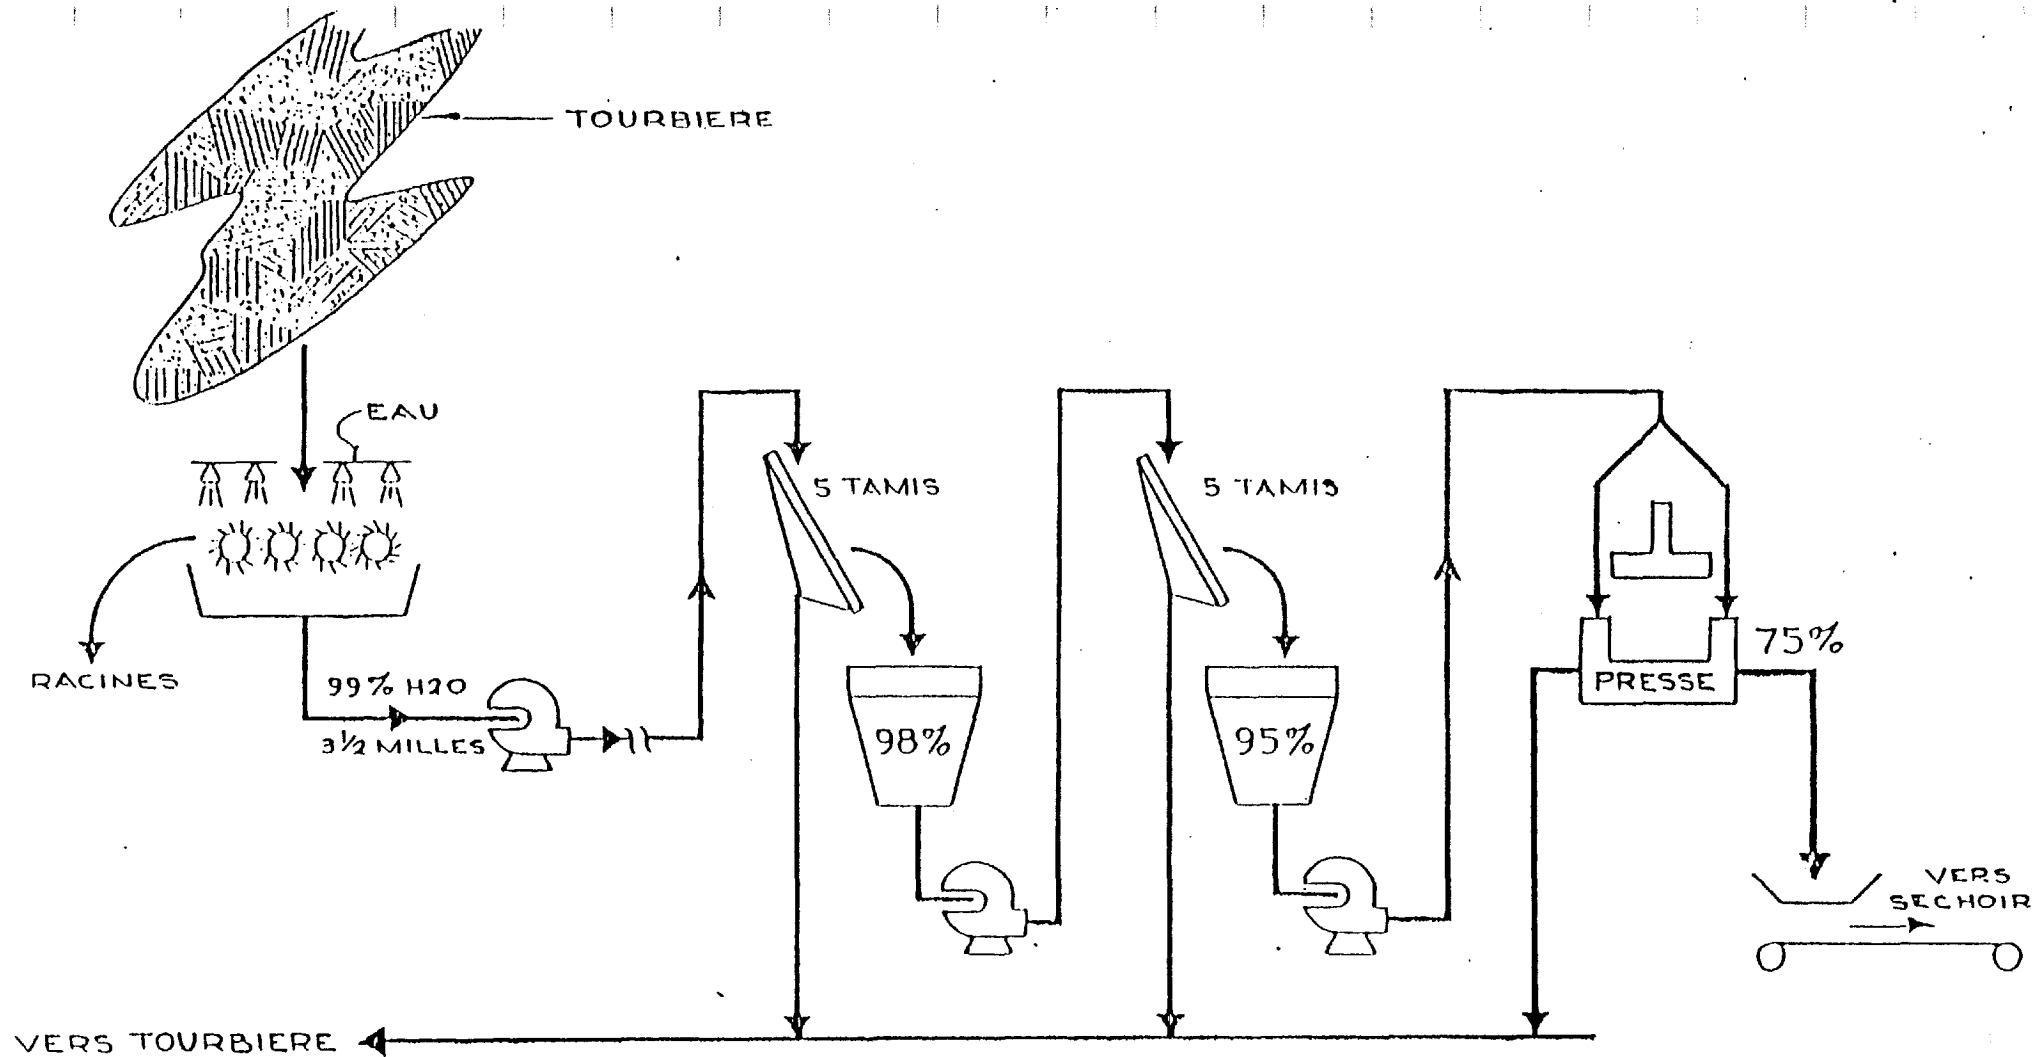 TOURBIERE
EAU
5 TAMIS
5 TAMIS
75%
RACINES
99% H2O
3½ MILLES
PRESSE
98%
95%
VERS
SECHOIR
VERS TOURBIERE